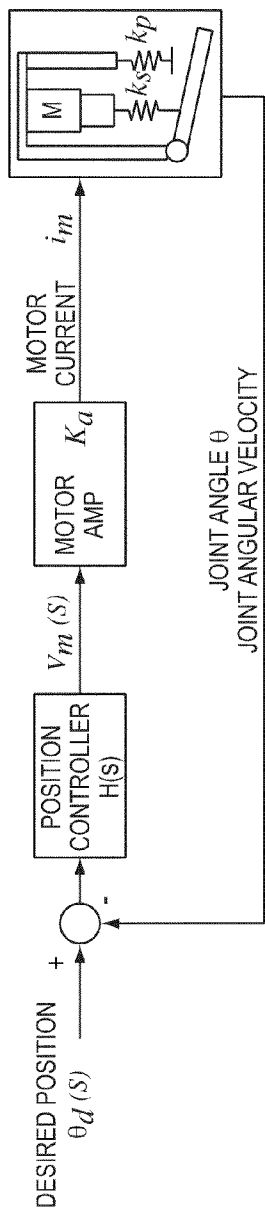 DESIRED POSITION
θd (S)
+
-
POSITION
CONTROLLER
H(s)
Vm (S)
MOTOR
AMP
Ka
MOTOR
CURRENT
im
M
ks
kp
JOINT ANGLE θ
JOINT ANGULAR VELOCITY